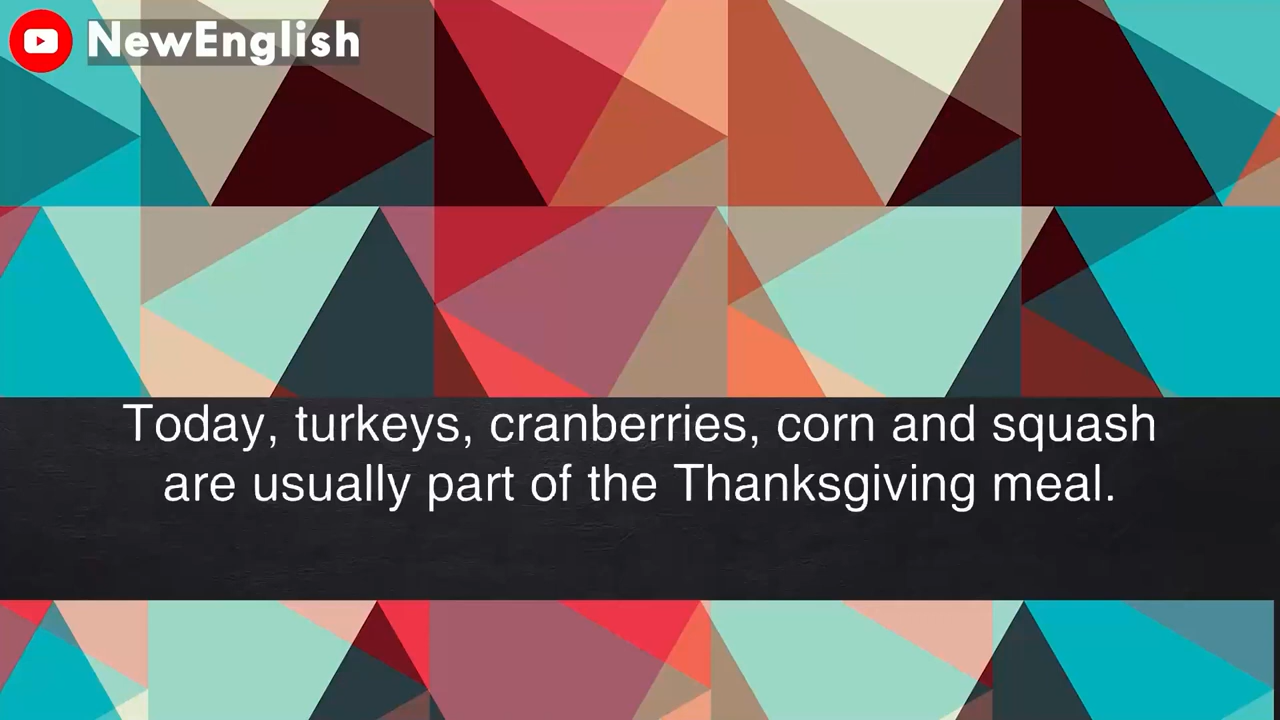 NewEnglish
Today, turkeys, cranberries, corn and squash
are usually part of the Thanksgiving meal.